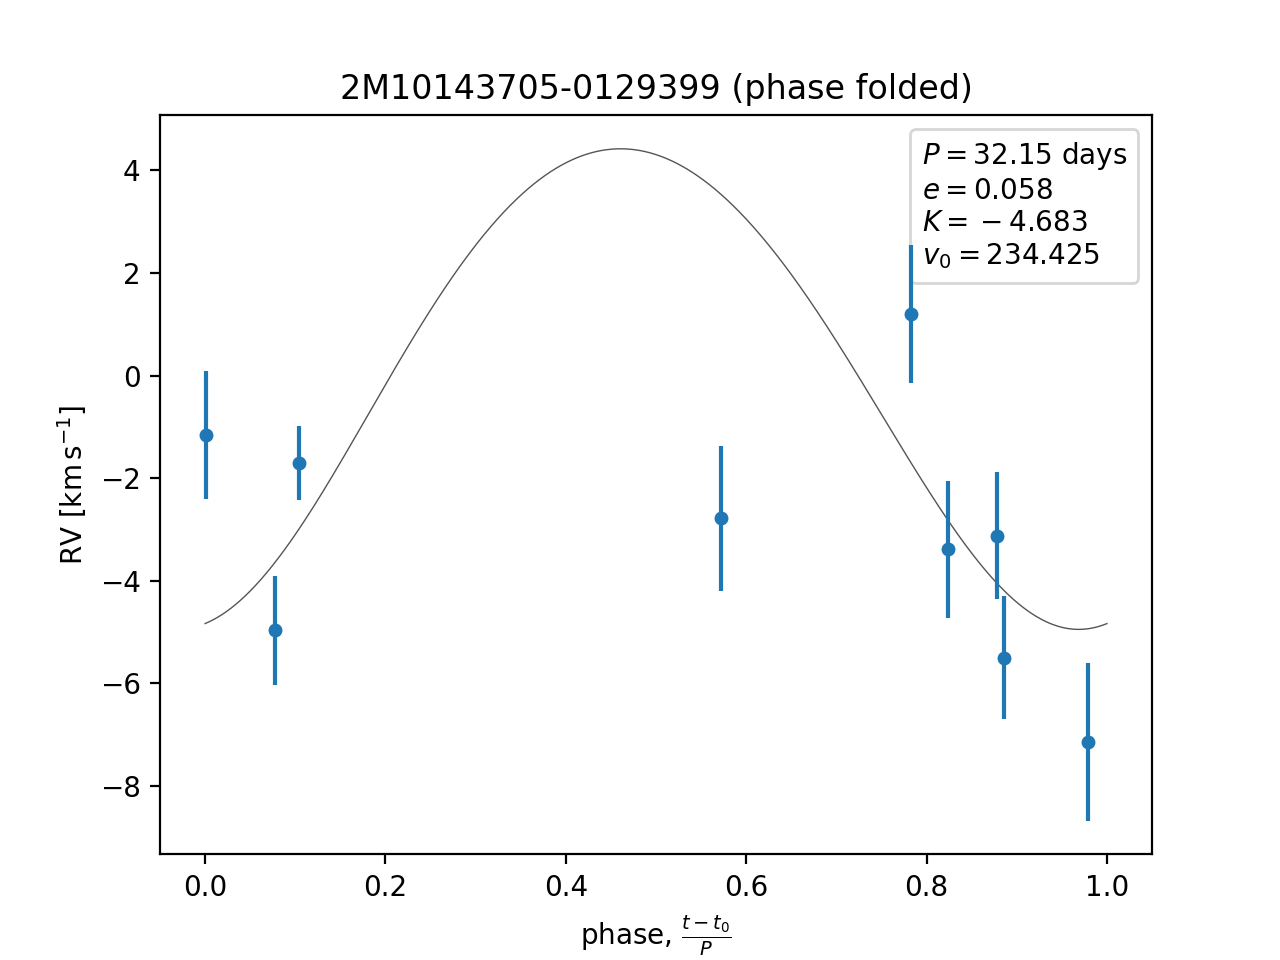 2M10143705-0129399 (phase folded)
P = 32.15 days
e = 0.058
K = −4.683
v₀ = 234.425
RV [km s⁻¹]
4
2
0
−2
−4
−6
−8
0.0 0.2 0.4 0.6 0.8 1.0
phase, (t − t₀)/P